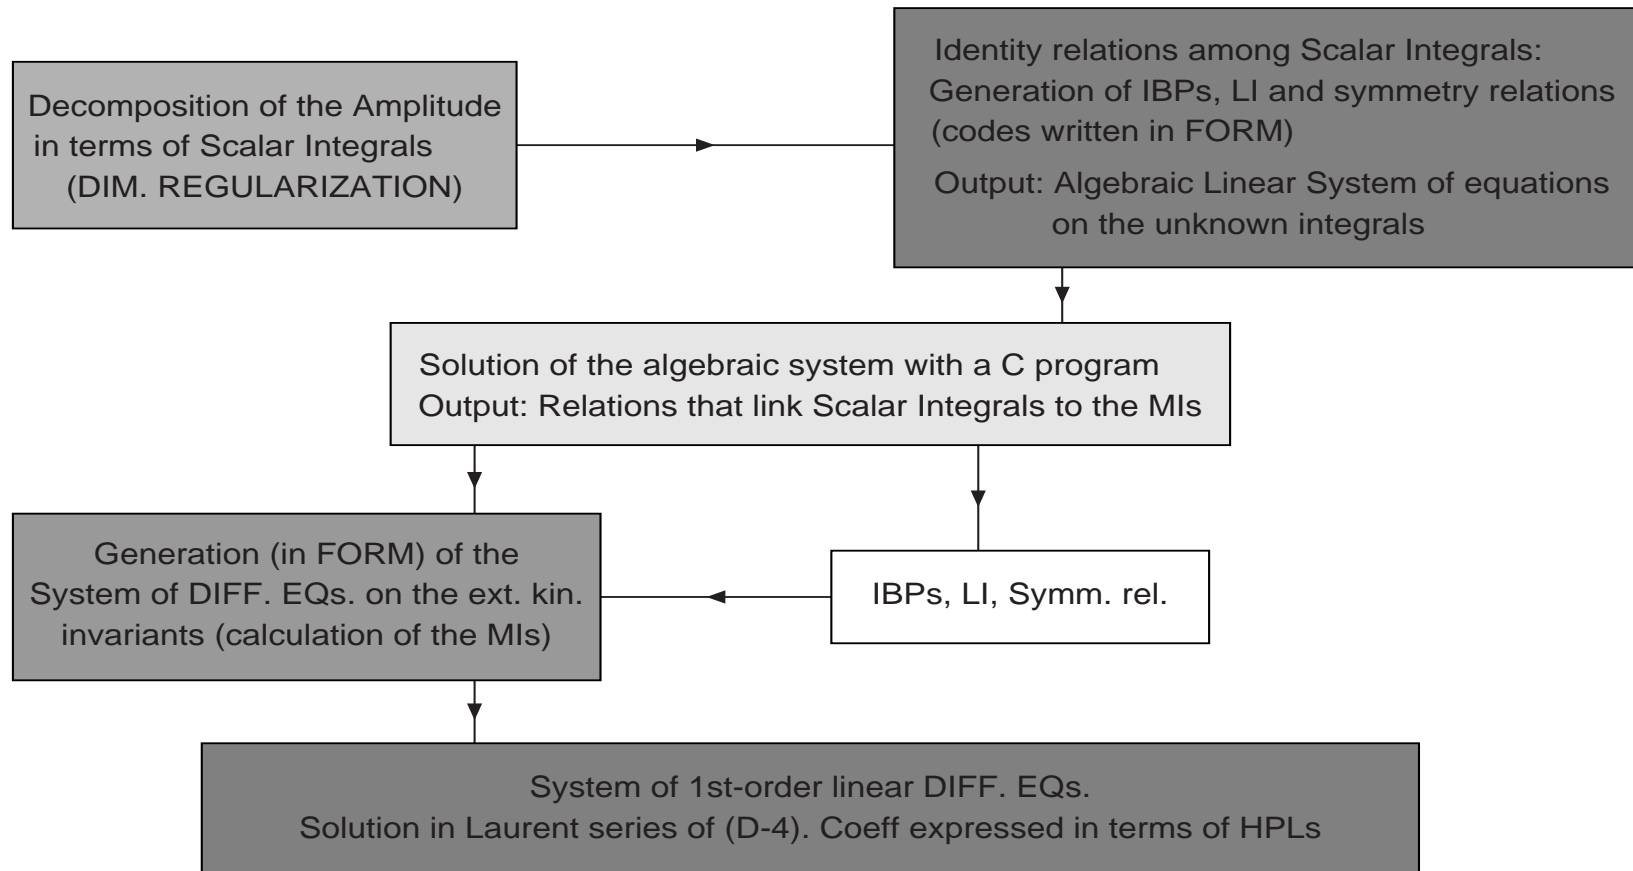 Decomposition of the Amplitude
in terms of Scalar Integrals
(DIM. REGULARIZATION)
Identity relations among Scalar Integrals:
Generation of IBPs, LI and symmetry relations
(codes written in FORM)
Output: Algebraic Linear System of equations
on the unknown integrals
Solution of the algebraic system with a C program
Output: Relations that link Scalar Integrals to the MIs
Generation (in FORM) of the
System of DIFF. EQs. on the ext. kin.
invariants (calculation of the MIs)
IBPs, LI, Symm. rel.
System of 1st-order linear DIFF. EQs.
Solution in Laurent series of (D-4). Coeff expressed in terms of HPLs